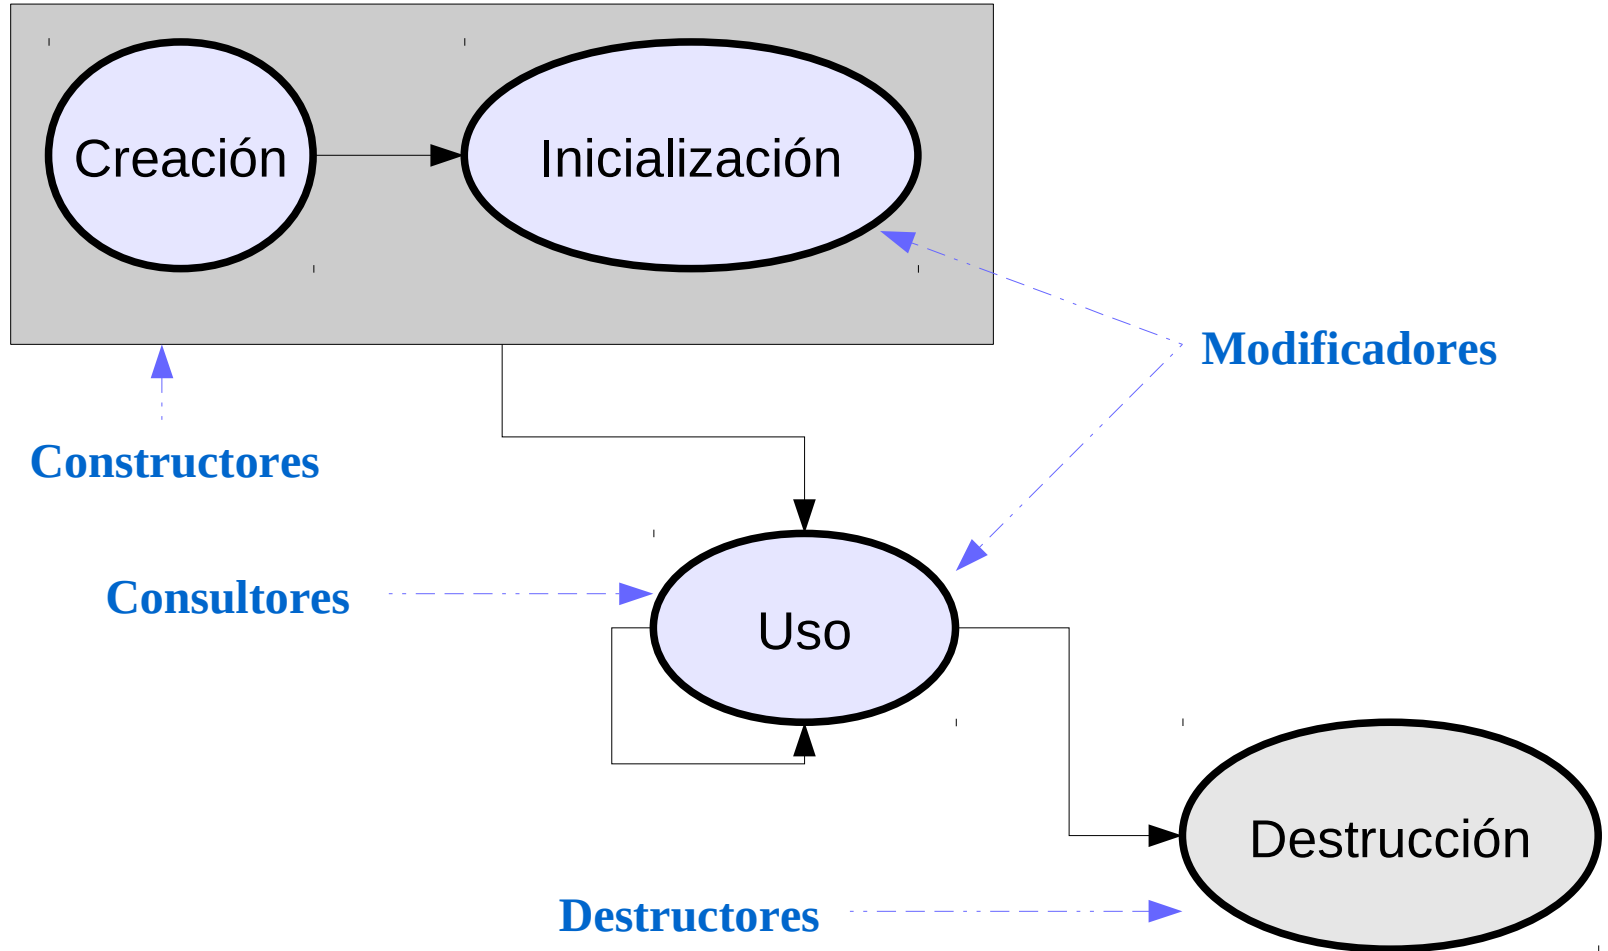 Creación
Inicialización
Modificadores
Constructores
Consultores
Uso
Destrucción
Destructores